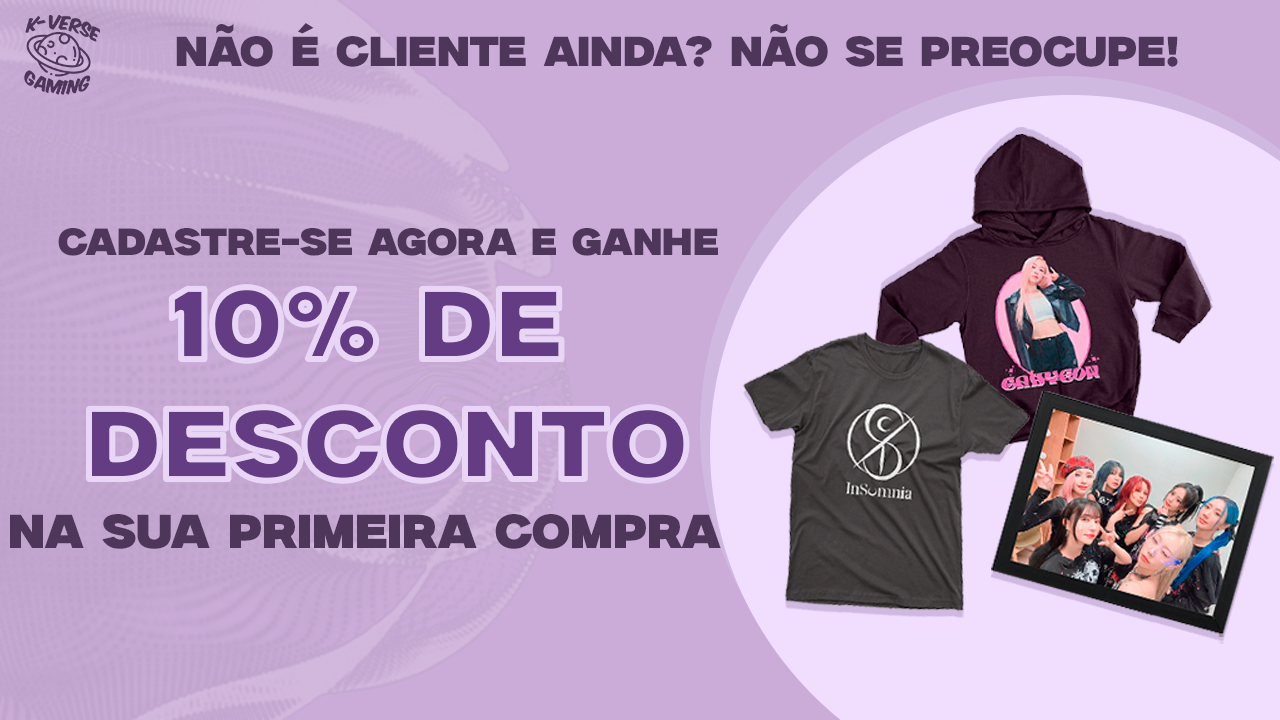 K-VERSE
GAMING
NÃO É CLIENTE AINDA? NÃO SE PREOCUPE!
CADASTRE-SE AGORA E GANHE
10% DE
DESCONTO
NA SUA PRIMEIRA COMPRA
InSomnia